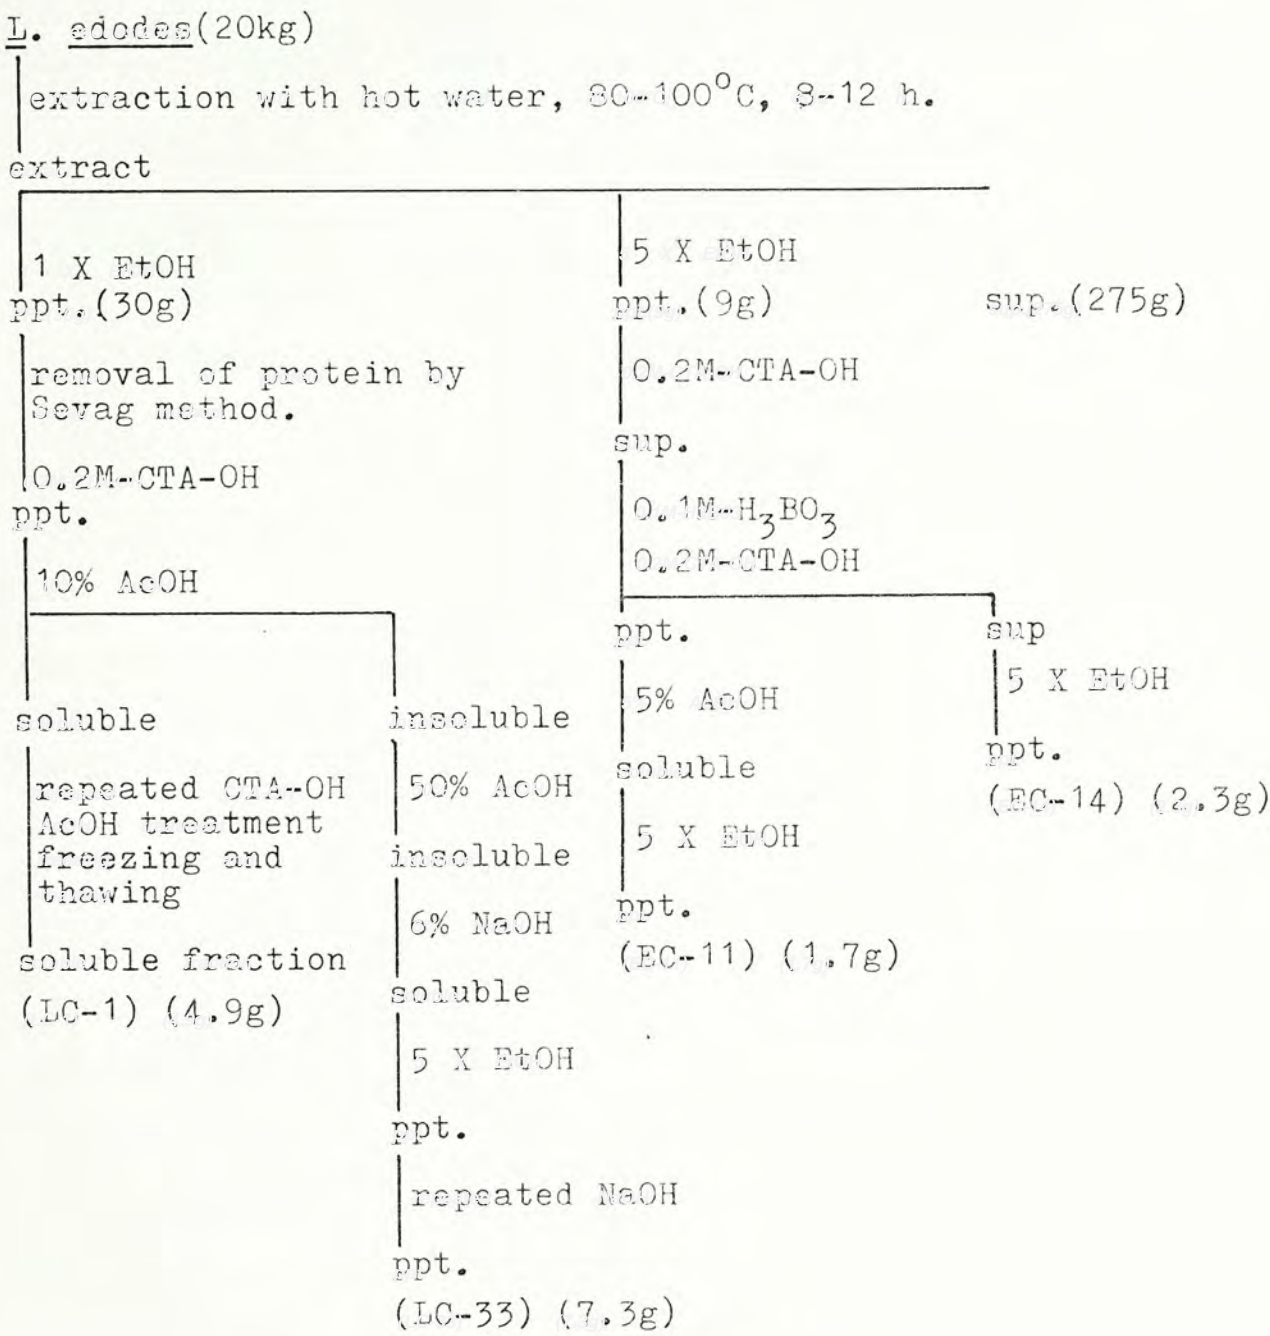 L. edodes(20kg)
extraction with hot water, 80-100°C, 8-12 h.
extract
1 X EtOH
ppt.(30g)
removal of protein by
Sevag method.
0.2M-CTA-OH
ppt.
10% AcOH
soluble
repeated CTA-OH
AcOH treatment
freezing and
thawing
soluble fraction
(LC-1) (4.9g)
insoluble
50% AcOH
insoluble
6% NaOH
soluble
5 X EtOH
ppt.
repeated NaOH
ppt.
(LC-33) (7.3g)
5 X EtOH
ppt.(9g)
0.2M-CTA-OH
sup.
0.1M-H₃BO₃
0.2M-CTA-OH
ppt.
5% AcOH
soluble
5 X EtOH
ppt.
(EC-11) (1.7g)
sup
5 X EtOH
ppt.
(EC-14) (2.3g)
sup.(275g)